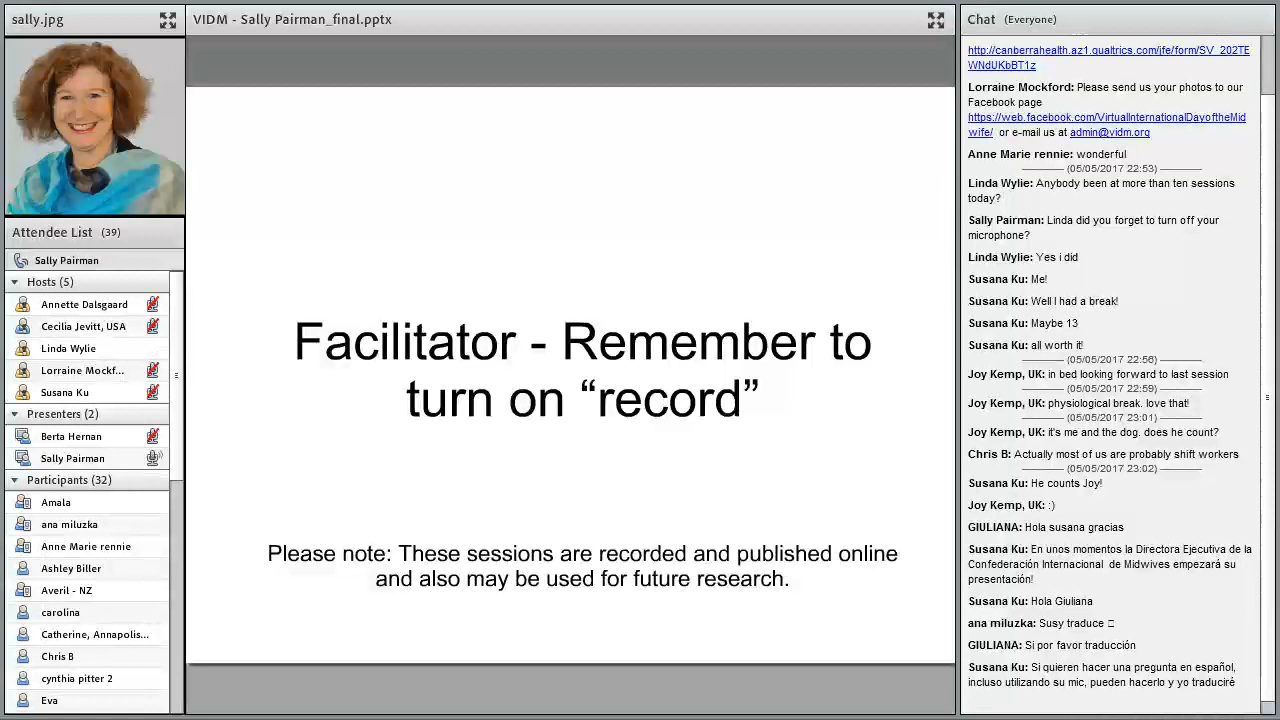 sally.jpg
Attendee List (39)
Sally Pairman
Hosts (5)
Annette Dalsgaard
Cecilia Jevitt, USA
Linda Wylie
Lorraine Mockf...
Susana Ku
Presenters (2)
Berta Hernan
Sally Pairman
Participants (32)
Amala
ana miluzka
Anne Marie rennie
Ashley Biller
Averil - NZ
carolina
Catherine, Annapolis...
Chris B
cynthia pitter 2
Eva
VIDM - Sally Pairman_final.pptx
Facilitator - Remember to
turn on “record”
Please note: These sessions are recorded and published online
and also may be used for future research.
Chat (Everyone)
http://canberrahealth.az1.qualtrics.com/jfe/form/SV_202TE
WNdUKbBT1z
Lorraine Mockford: Please send us your photos to our
Facebook page
https://web.facebook.com/VirtualInternationalDayoftheMid
wife/ or e-mail us at admin@vidm.org
Anne Marie rennie: wonderful
(05/05/2017 22:53)
Linda Wylie: Anybody been at more than ten sessions
today?
Sally Pairman: Linda did you forget to turn off your
microphone?
Linda Wylie: Yes i did
Susana Ku: Me!
Susana Ku: Well I had a break!
Susana Ku: Maybe 13
Susana Ku: all worth it!
(05/05/2017 22:56)
Joy Kemp, UK: in bed looking forward to last session
(05/05/2017 22:59)
Joy Kemp, UK: physiological break. love that!
(05/05/2017 23:01)
Joy Kemp, UK: it's me and the dog. does he count?
Chris B: Actually most of us are probably shift workers
(05/05/2017 23:02)
Susana Ku: He counts Joy!
Joy Kemp, UK: :)
GIULIANA: Hola susana gracias
Susana Ku: En unos momentos la Directora Ejecutiva de la
Confederación Internacional de Midwives empezará su
presentación!
Susana Ku: Hola Giuliana
ana miluzka: Susy traduce □
GIULIANA: Si por favor traducción
Susana Ku: Si quieren hacer una pregunta en español,
incluso utilizando su mic, pueden hacerlo y yo traduciré